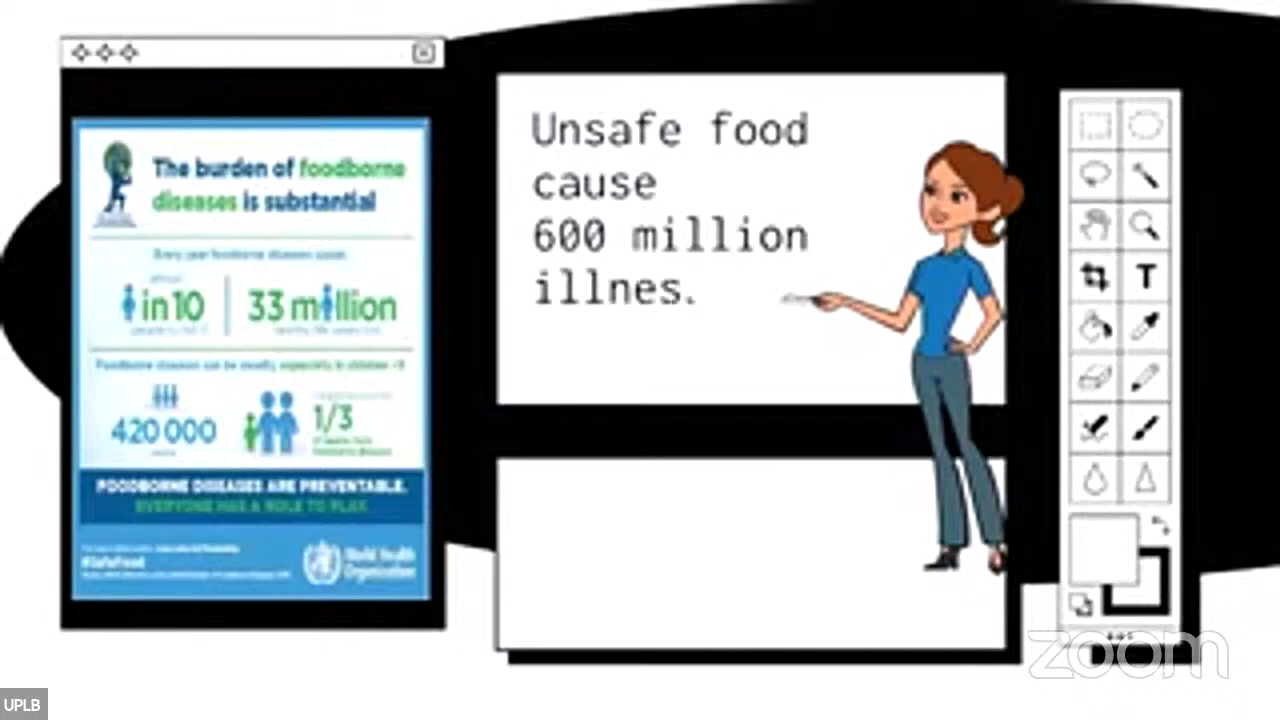 The burden of foodborne
diseases is substantial
Every year foodborne diseases cause:
in 10
33 million
Foodborne diseases can be deadly, especially in children <5
420 000
1/3
FOODBORNE DISEASES ARE PREVENTABLE.
EVERYONE HAS A ROLE TO PLAY.
#SafeFood
World Health
Organization
Unsafe food
cause
600 million
illnes.
T
zoom
UPLB